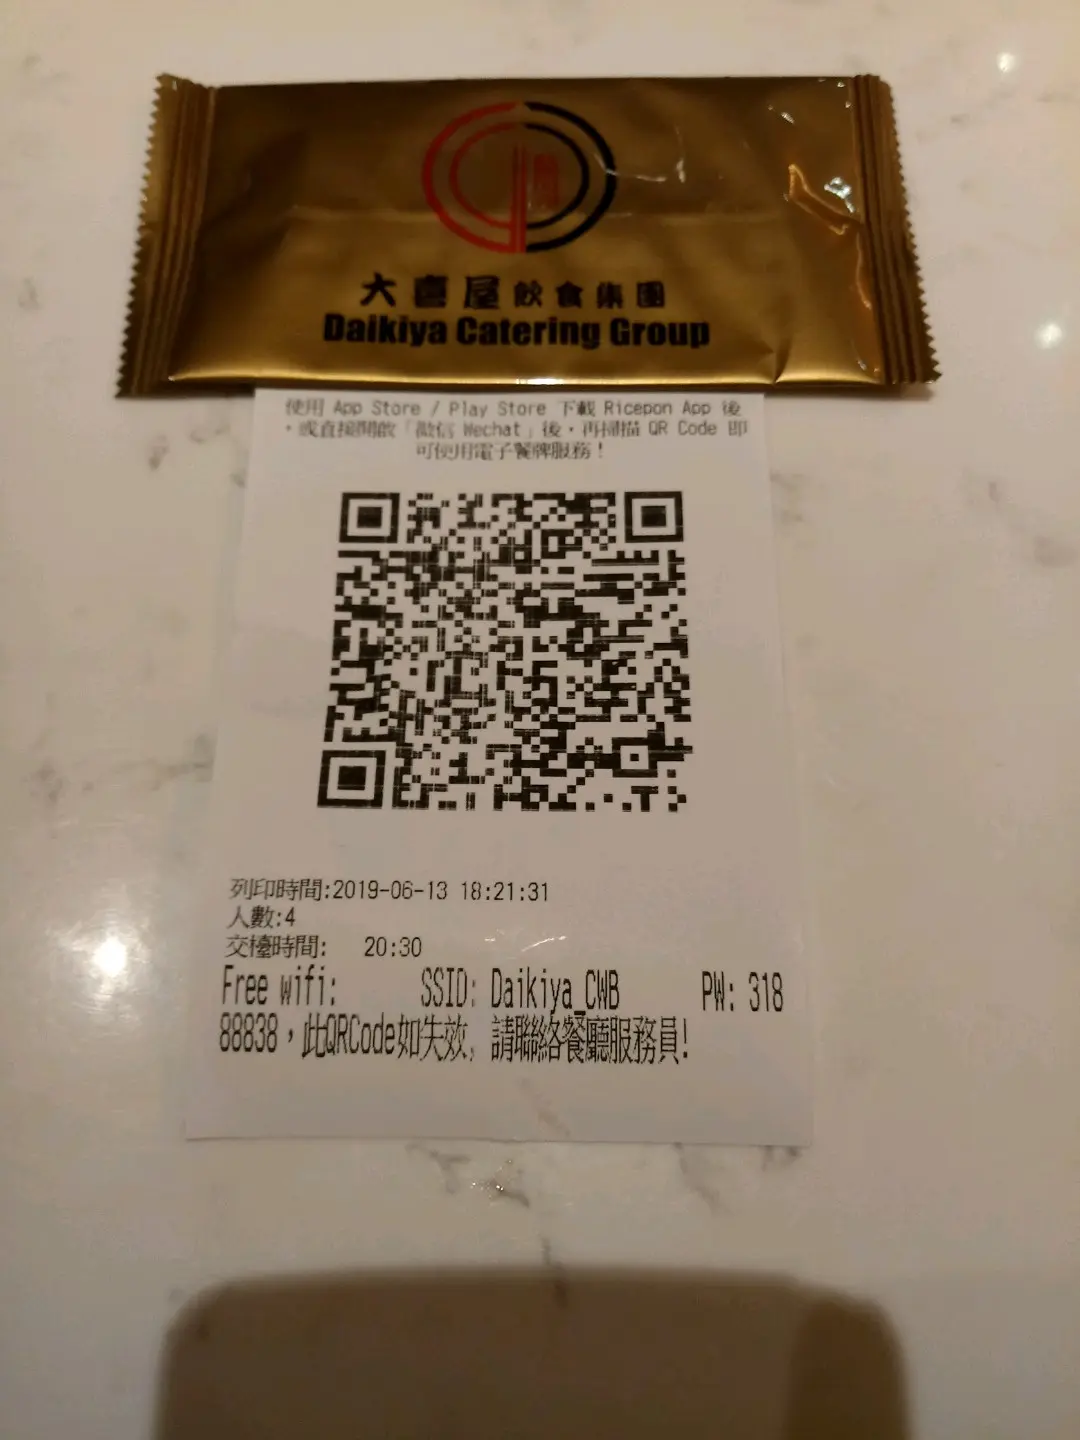 大喜屋飲食集團
Daikiya Catering Group
使用 App Store / Play Store 下載 Ricepon App 後
，或直接開啟「微信 Wechat」後，再掃描 QR Code 即
可使用電子餐牌服務！
列印時間:2019-06-13 18:21:31
人數:4
交檯時間: 20:30
Free wifi: SSID: Daikiya_CWB PW: 318
88838，此QRCode如失效, 請聯絡餐廳服務員!